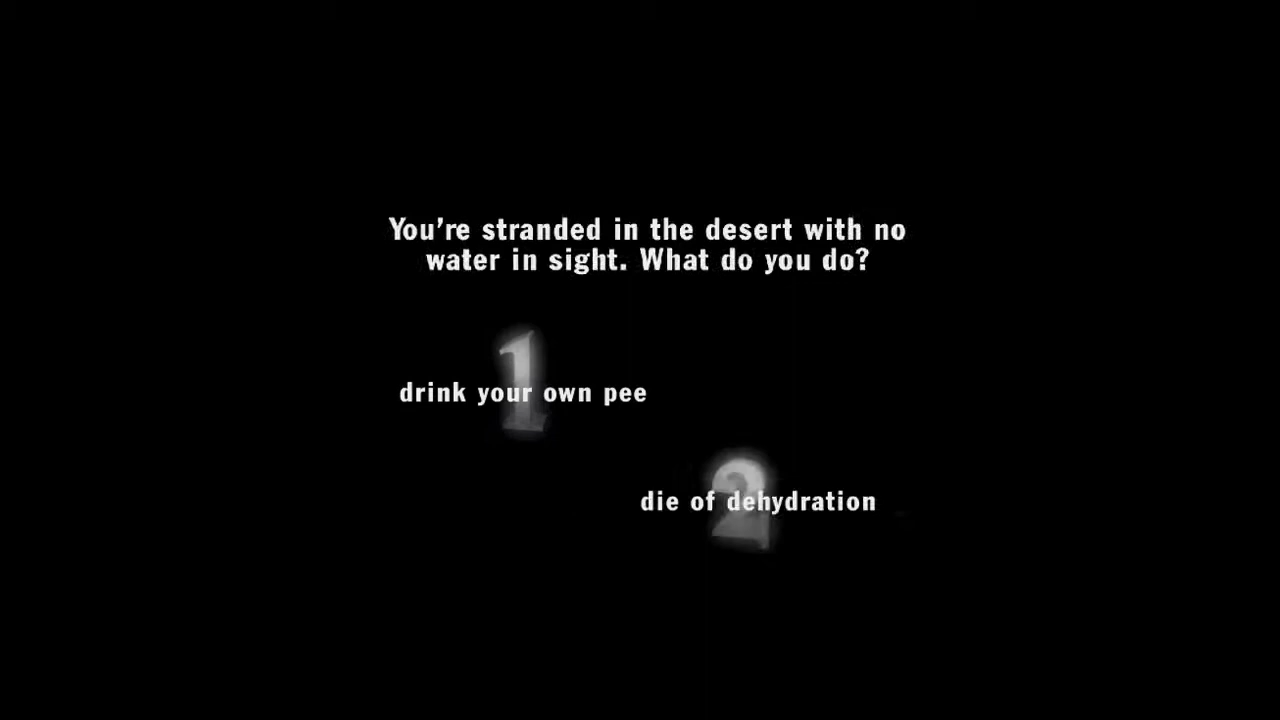 You're stranded in the desert with no
water in sight. What do you do?
1
drink your own pee
2
die of dehydration